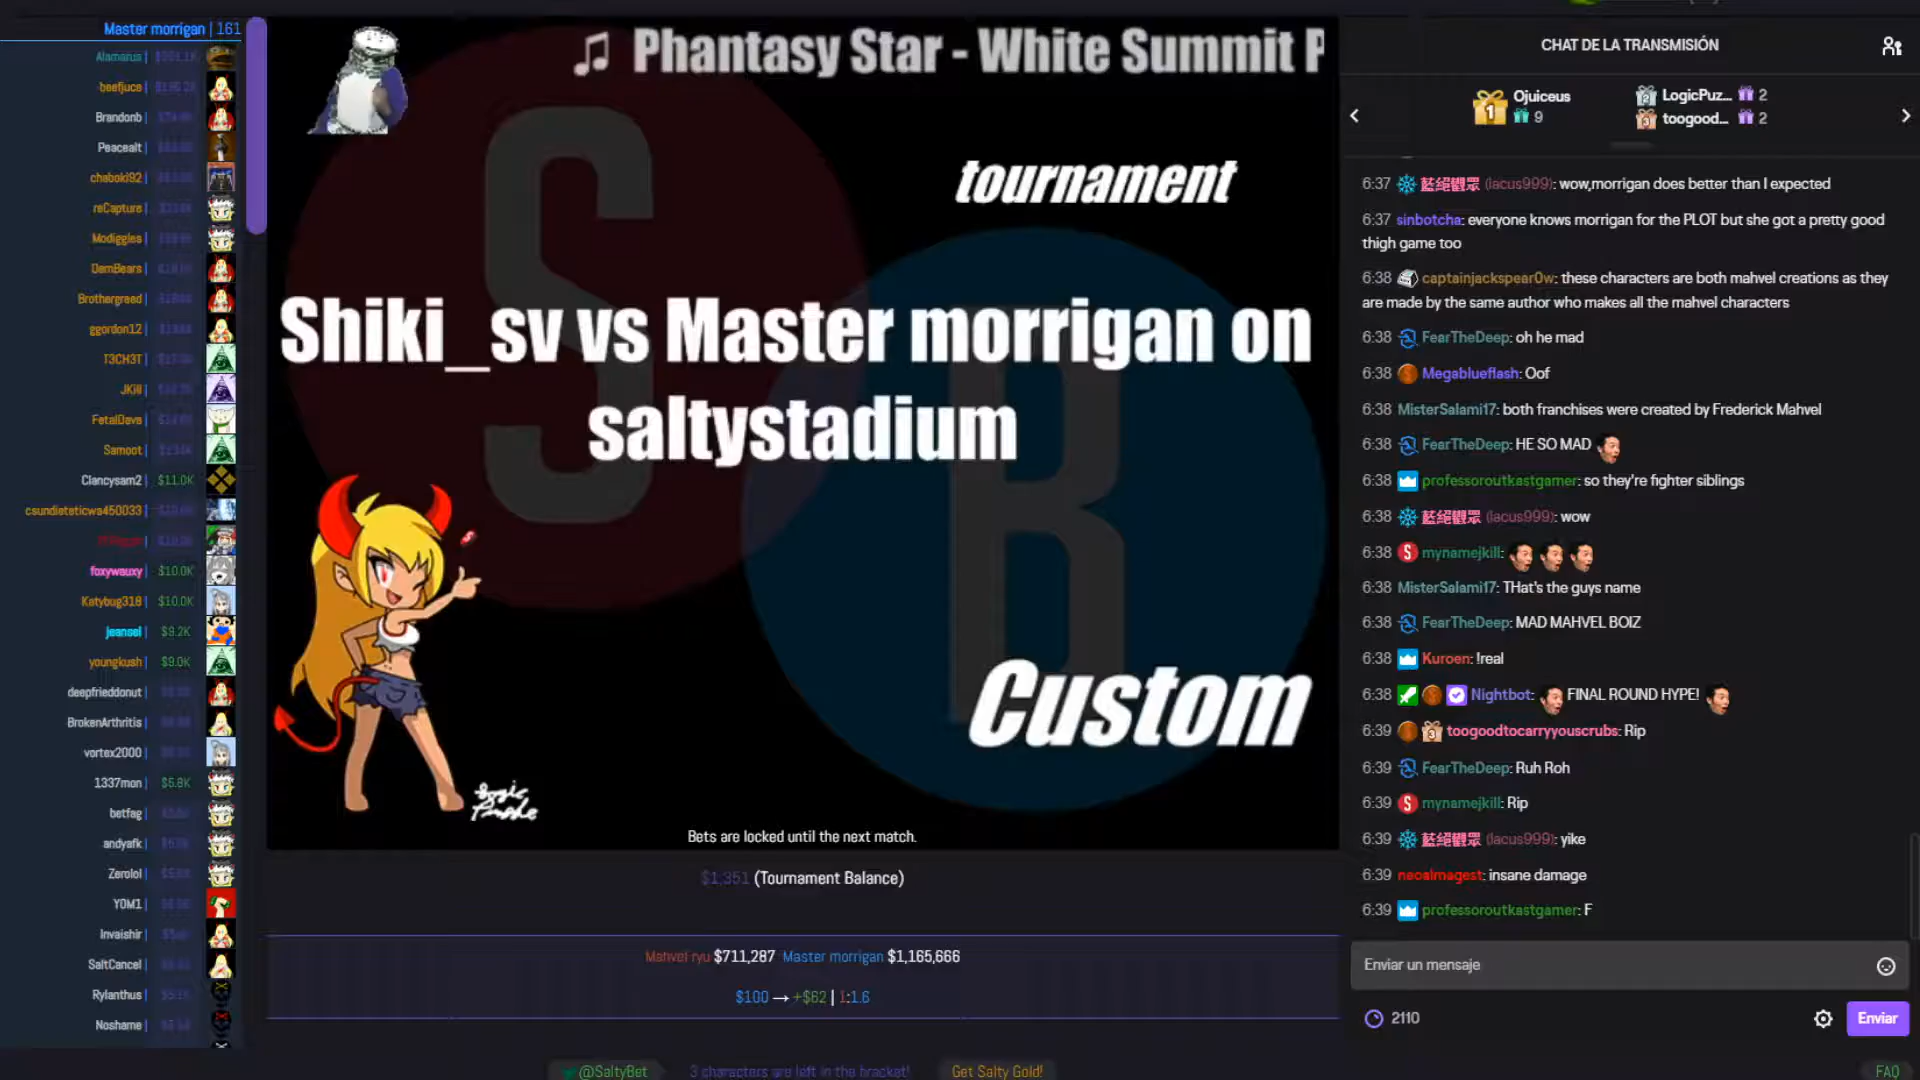 Master morrigan | 161
Alamarus
beefjuce
Brandonb
Peacealt
chaboki92
reCapture
Modiggles
DemBears
Brothergreed
ggordon12
T3CH3T
JKill
FetalDave
Samoot
Clancysam2 | $11.0K
csundieteticwa450033
foxywauxy | $10.0K
Katybug318 | $10.0K
jeansel | $9.2K
youngkush | $9.0K
deepfrieddonut
BrokenArthritis
vortex2000
1337mon | $5.8K
betfag
andyafk
Zerolol
Y0M1
Invaishir
SaltCancel
Rylanthus
Noshame
♫ Phantasy Star - White Summit P
tournament
Shiki__sv vs Master morrigan on
saltystadium
Custom
Bets are locked until the next match.
$1,351 (Tournament Balance)
Mahvel ryu $711,287 Master morrigan $1,165,666
$100 → +$62 | 1:1.6
@SaltyBet
3 characters are left in the bracket!
Get Salty Gold!
CHAT DE LA TRANSMISIÓN
1 Ojuiceus
9
LogicPuz... 2
toogood... 2
6:37 藍絕觀眾 (lacus999): wow,morrigan does better than I expected
6:37 sinbotcha: everyone knows morrigan for the PLOT but she got a pretty good
thigh game too
6:38 captainjackspear0w: these characters are both mahvel creations as they
are made by the same author who makes all the mahvel characters
6:38 FearTheDeep: oh he mad
6:38 Megablueflash: Oof
6:38 MisterSalami17: both franchises were created by Frederick Mahvel
6:38 FearTheDeep: HE SO MAD
6:38 professoroutkastgamer: so they're fighter siblings
6:38 藍絕觀眾 (lacus999): wow
6:38 mynamejkill:
6:38 MisterSalami17: THat's the guys name
6:38 FearTheDeep: MAD MAHVEL BOIZ
6:38 Kuroen: !real
6:38 Nightbot: FINAL ROUND HYPE!
6:39 toogoodtocarryyouscrubs: Rip
6:39 FearTheDeep: Ruh Roh
6:39 mynamejkill: Rip
6:39 藍絕觀眾 (lacus999): yike
6:39 neoalmagest: insane damage
6:39 professoroutkastgamer: F
Enviar un mensaje
2110
Enviar
FAQ